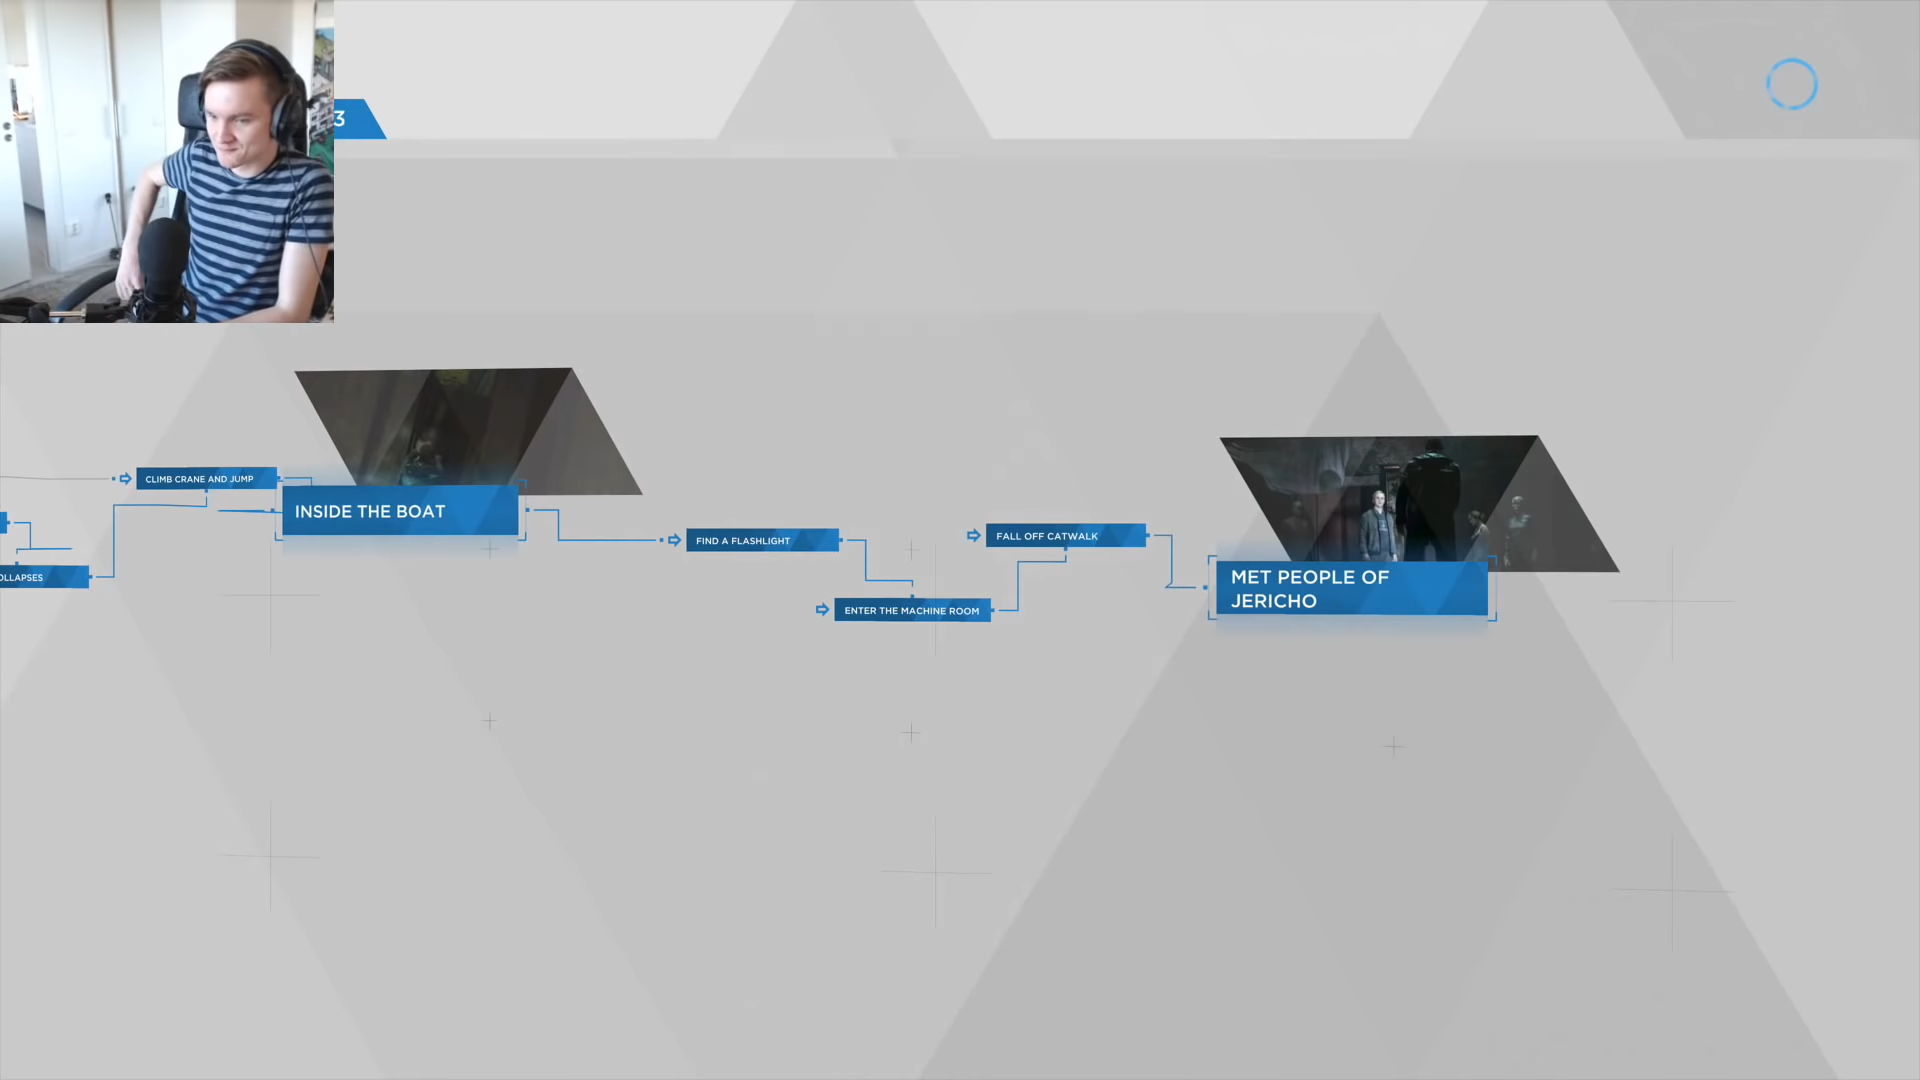 3
CLIMB CRANE AND JUMP
INSIDE THE BOAT
OLLAPSES
FIND A FLASHLIGHT
ENTER THE MACHINE ROOM
FALL OFF CATWALK
MET PEOPLE OF
JERICHO